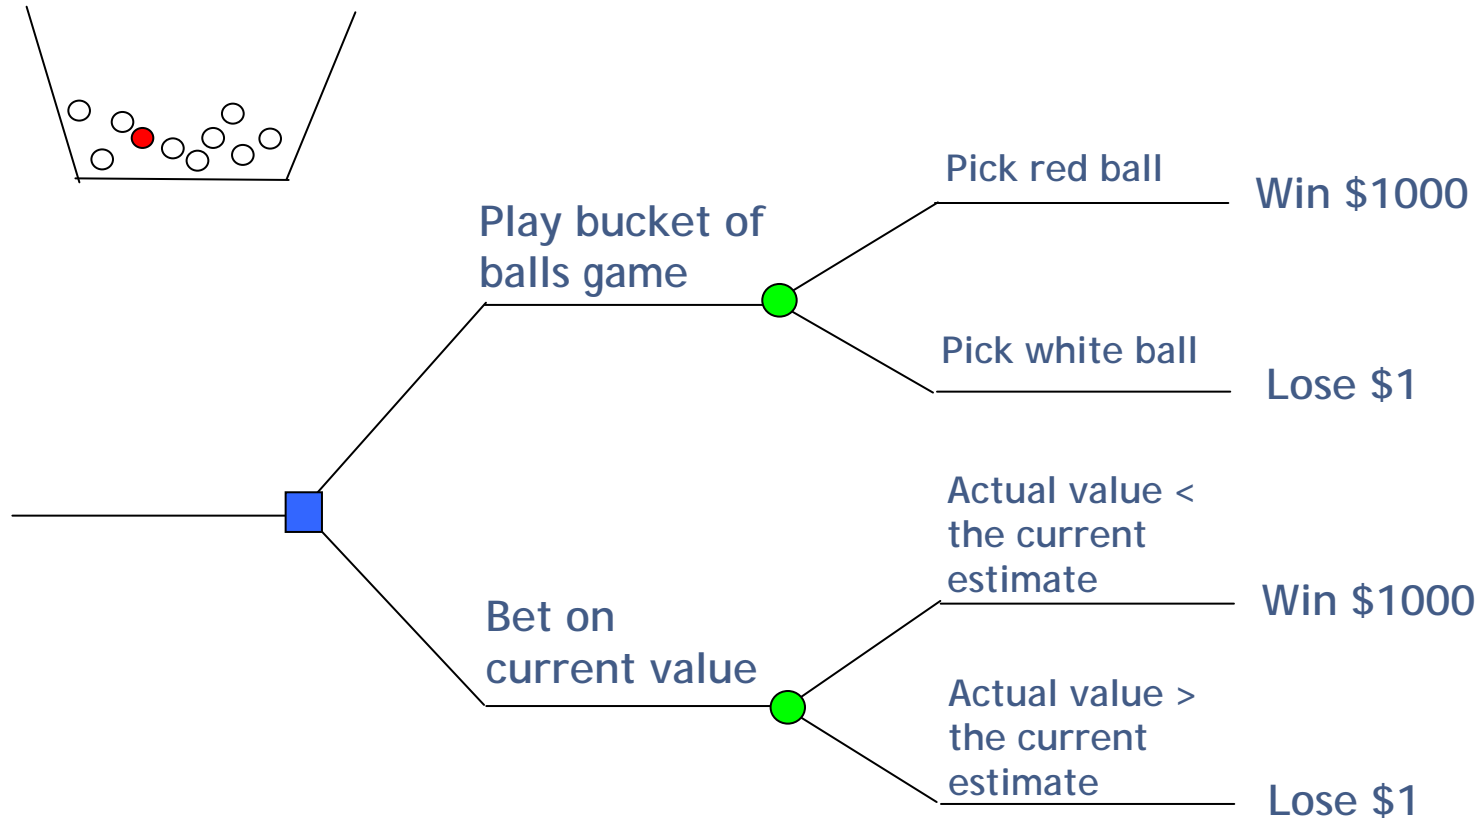 Pick red ball
Win $1000
Play bucket of
balls game
Pick white ball
Lose $1
Actual value <
the current
estimate
Win $1000
Bet on
current value
Actual value >
the current
estimate
Lose $1